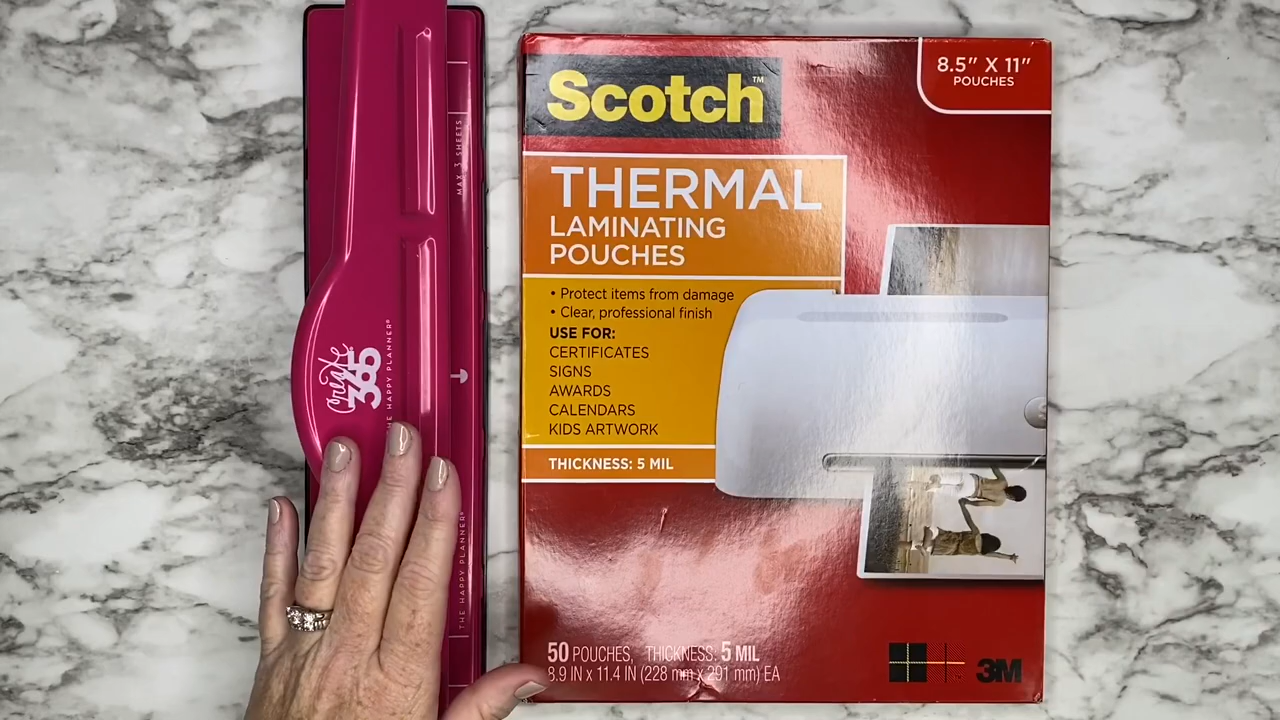 MAX 3 SHEETS
Create
365
THE HAPPY PLANNER®
THE HAPPY PLANNER®
Scotch™
8.5" X 11"
POUCHES
THERMAL
LAMINATING
POUCHES
• Protect items from damage
• Clear, professional finish
USE FOR:
CERTIFICATES
SIGNS
AWARDS
CALENDARS
KIDS ARTWORK
THICKNESS: 5 MIL
50 POUCHES, THICKNESS: 5 MIL
8.9 IN x 11.4 IN (228 mm x 291 mm) EA
3M